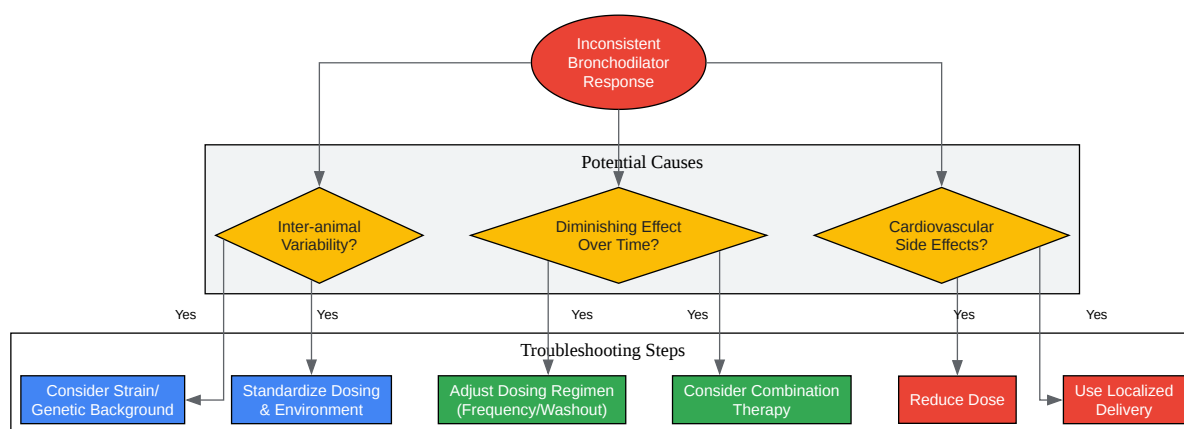 Inconsistent
Bronchodilator
Response
Potential Causes
Inter-animal
Variability?
Diminishing Effect
Over Time?
Cardiovascular
Side Effects?
Yes
Yes
Yes
Yes
Yes
Yes
Troubleshooting Steps
Consider Strain/
Genetic Background
Standardize Dosing
& Environment
Adjust Dosing Regimen
(Frequency/Washout)
Consider Combination
Therapy
Reduce Dose
Use Localized
Delivery